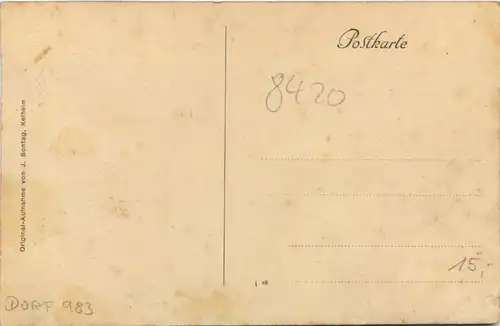 Postkarte
8420
Original-Aufnahme von J. Sontag, Kelheim
15,-
DORF 983